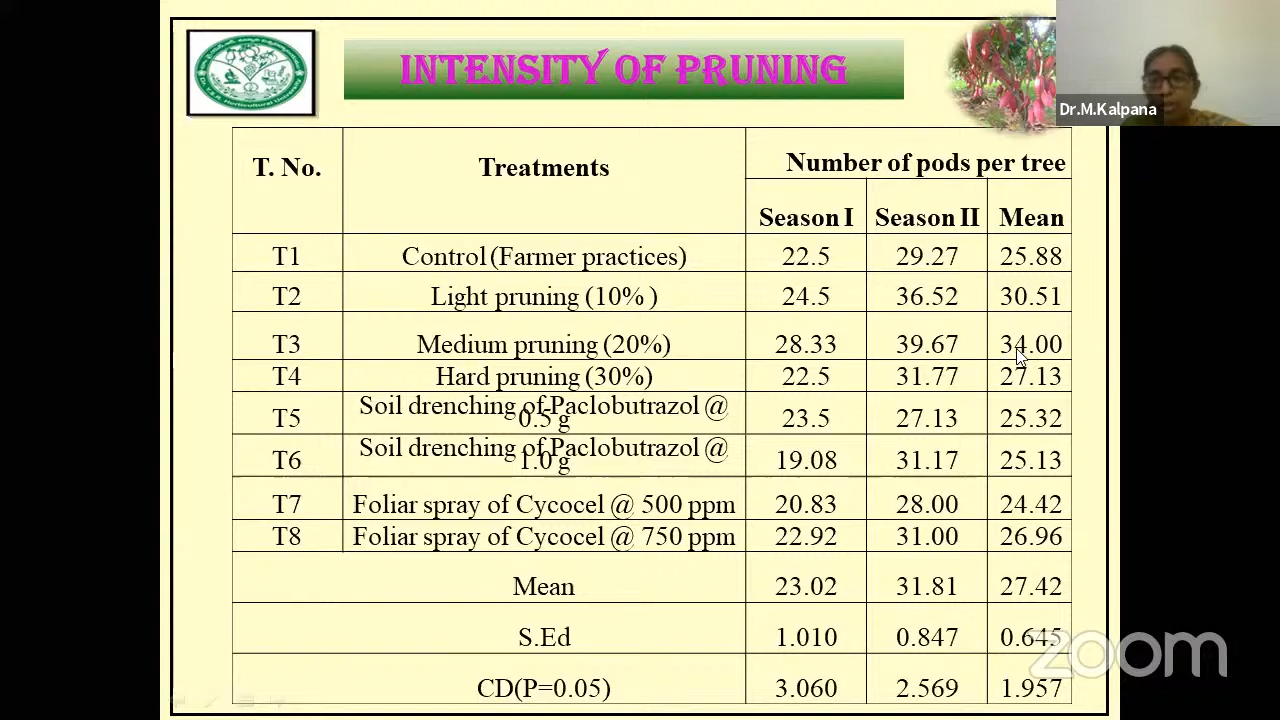 INTENSITY OF PRUNING
Dr.M.Kalpana
T. No. Treatments Number of pods per tree
Season I Season II Mean
T1 Control (Farmer practices) 22.5 29.27 25.88
T2 Light pruning (10% ) 24.5 36.52 30.51
T3 Medium pruning (20%) 28.33 39.67 34.00
T4 Hard pruning (30%) 22.5 31.77 27.13
T5 Soil drenching of Paclobutrazol @ 0.5 g 23.5 27.13 25.32
T6 Soil drenching of Paclobutrazol @ 1.0 g 19.08 31.17 25.13
T7 Foliar spray of Cycocel @ 500 ppm 20.83 28.00 24.42
T8 Foliar spray of Cycocel @ 750 ppm 22.92 31.00 26.96
Mean 23.02 31.81 27.42
S.Ed 1.010 0.847 0.645
CD(P=0.05) 3.060 2.569 1.957
zoom